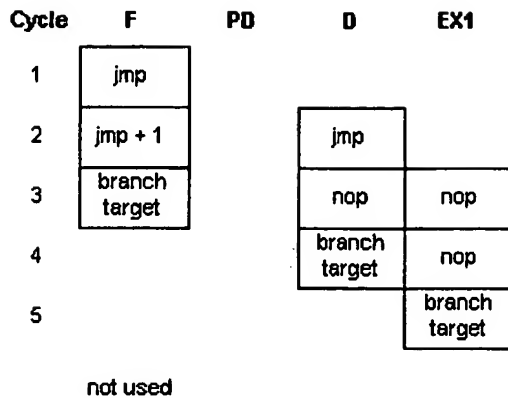 Cycle F PD D EX1
1 jmp
2 jmp + 1 jmp
3 branch target nop nop
4 branch target nop
5 branch target
not used